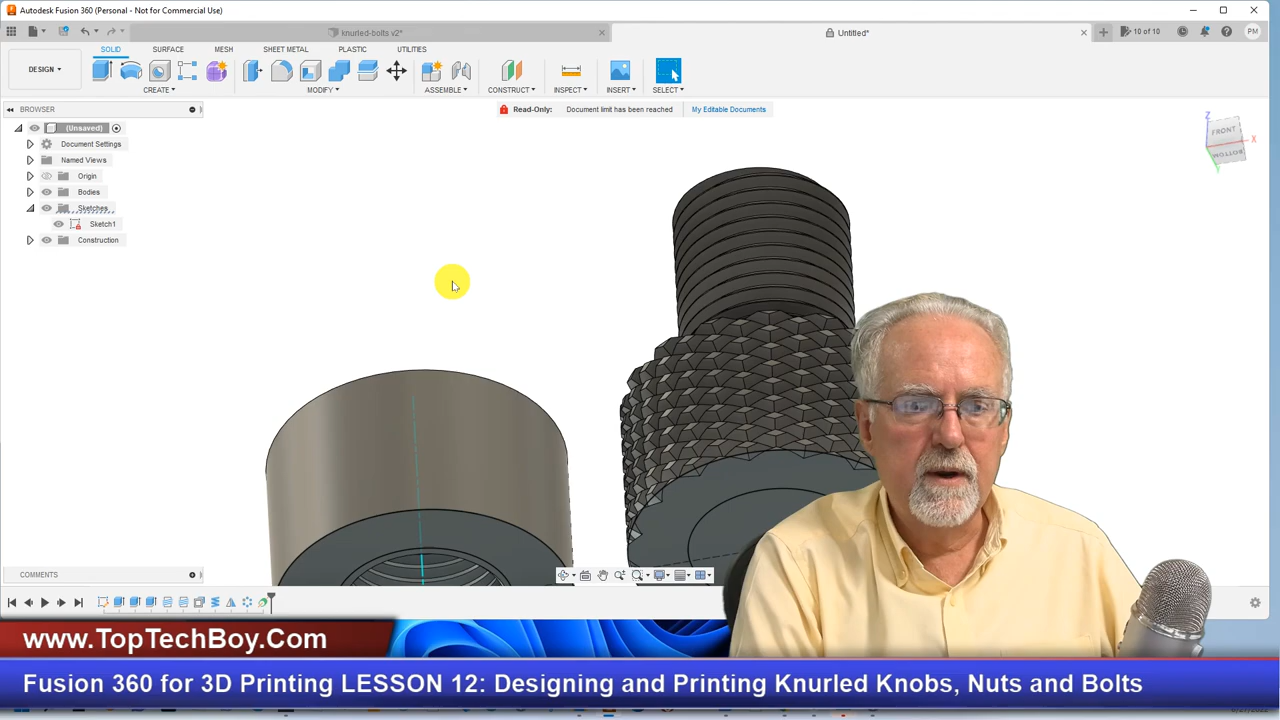 Autodesk Fusion 360 (Personal - Not for Commercial Use)
knurled-bolts v2*
Untitled*
10 of 10
PM
DESIGN
SOLID
SURFACE
MESH
SHEET METAL
PLASTIC
UTILITIES
CREATE
MODIFY
ASSEMBLE
CONSTRUCT
INSPECT
INSERT
SELECT
BROWSER
Read-Only:
Document limit has been reached
My Editable Documents
(Unsaved)
Document Settings
Named Views
Origin
Bodies
Sketches
Sketch1
Construction
Z
FRONT
X
BOTTOM
Y
COMMENTS
www.TopTechBoy.Com
Fusion 360 for 3D Printing LESSON 12: Designing and Printing Knurled Knobs, Nuts and Bolts